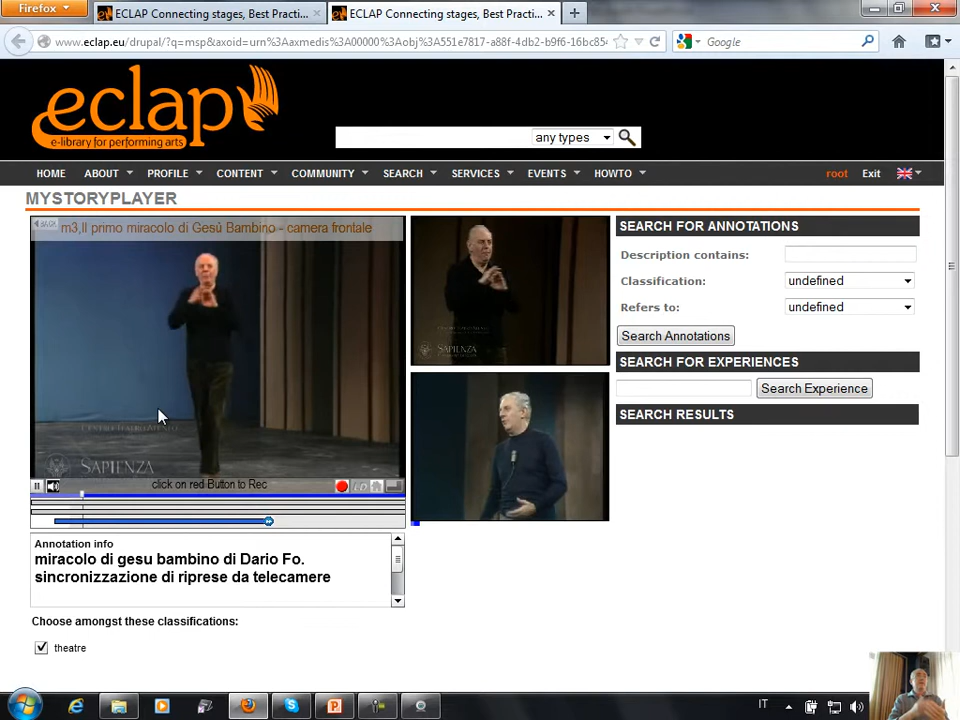 Firefox
ECLAP Connecting stages, Best Practi...
ECLAP Connecting stages, Best Practi...
www.eclap.eu/drupal/?q=msp&axoid=urn%3Aaxmedis%3A00000%3Aobj%3A551e7817-a88f-4db2-b9f6-16bc854
Google
eclap
e-library for performing arts
any types
HOME ABOUT PROFILE CONTENT COMMUNITY SEARCH SERVICES EVENTS HOWTO root Exit
MYSTORYPLAYER
BACK
m3,Il primo miracolo di Gesù Bambino - camera frontale
CENTRO TEATRO ATENEO
SAPIENZA
click on red Button to Rec
SAPIENZA
Annotation info
miracolo di gesu bambino di Dario Fo.
sincronizzazione di riprese da telecamere
Choose amongst these classifications:
theatre
SEARCH FOR ANNOTATIONS
Description contains:
Classification: undefined
Refers to: undefined
Search Annotations
SEARCH FOR EXPERIENCES
Search Experience
SEARCH RESULTS
IT